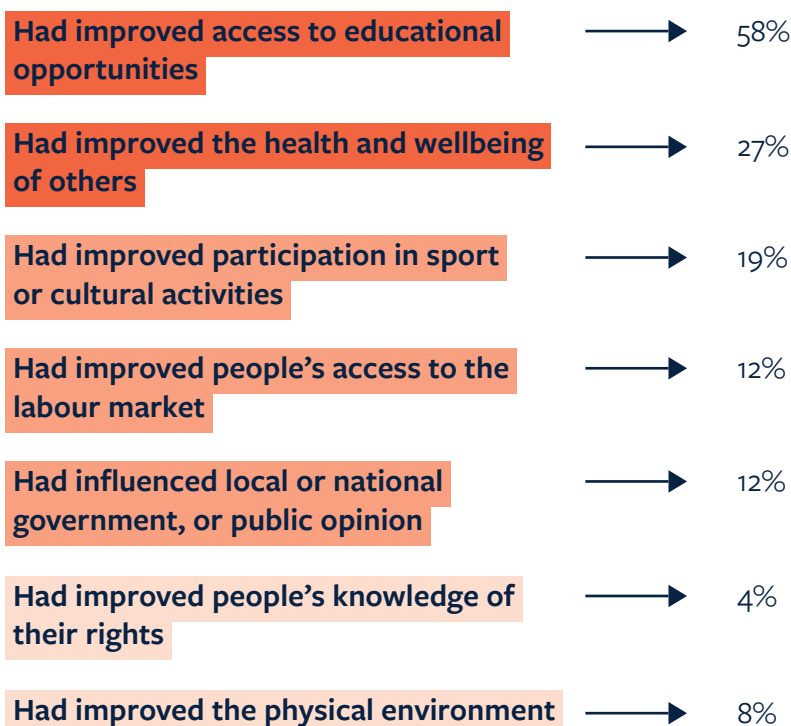 Had improved access to educational 58%
opportunities
Had improved the health and wellbeing 27%
of others
Had improved participation in sport 19%
or cultural activities
Had improved people’s access to the 12%
labour market
Had influenced local or national 12%
government, or public opinion
Had improved people’s knowledge of 4%
their rights
Had improved the physical environment 8%